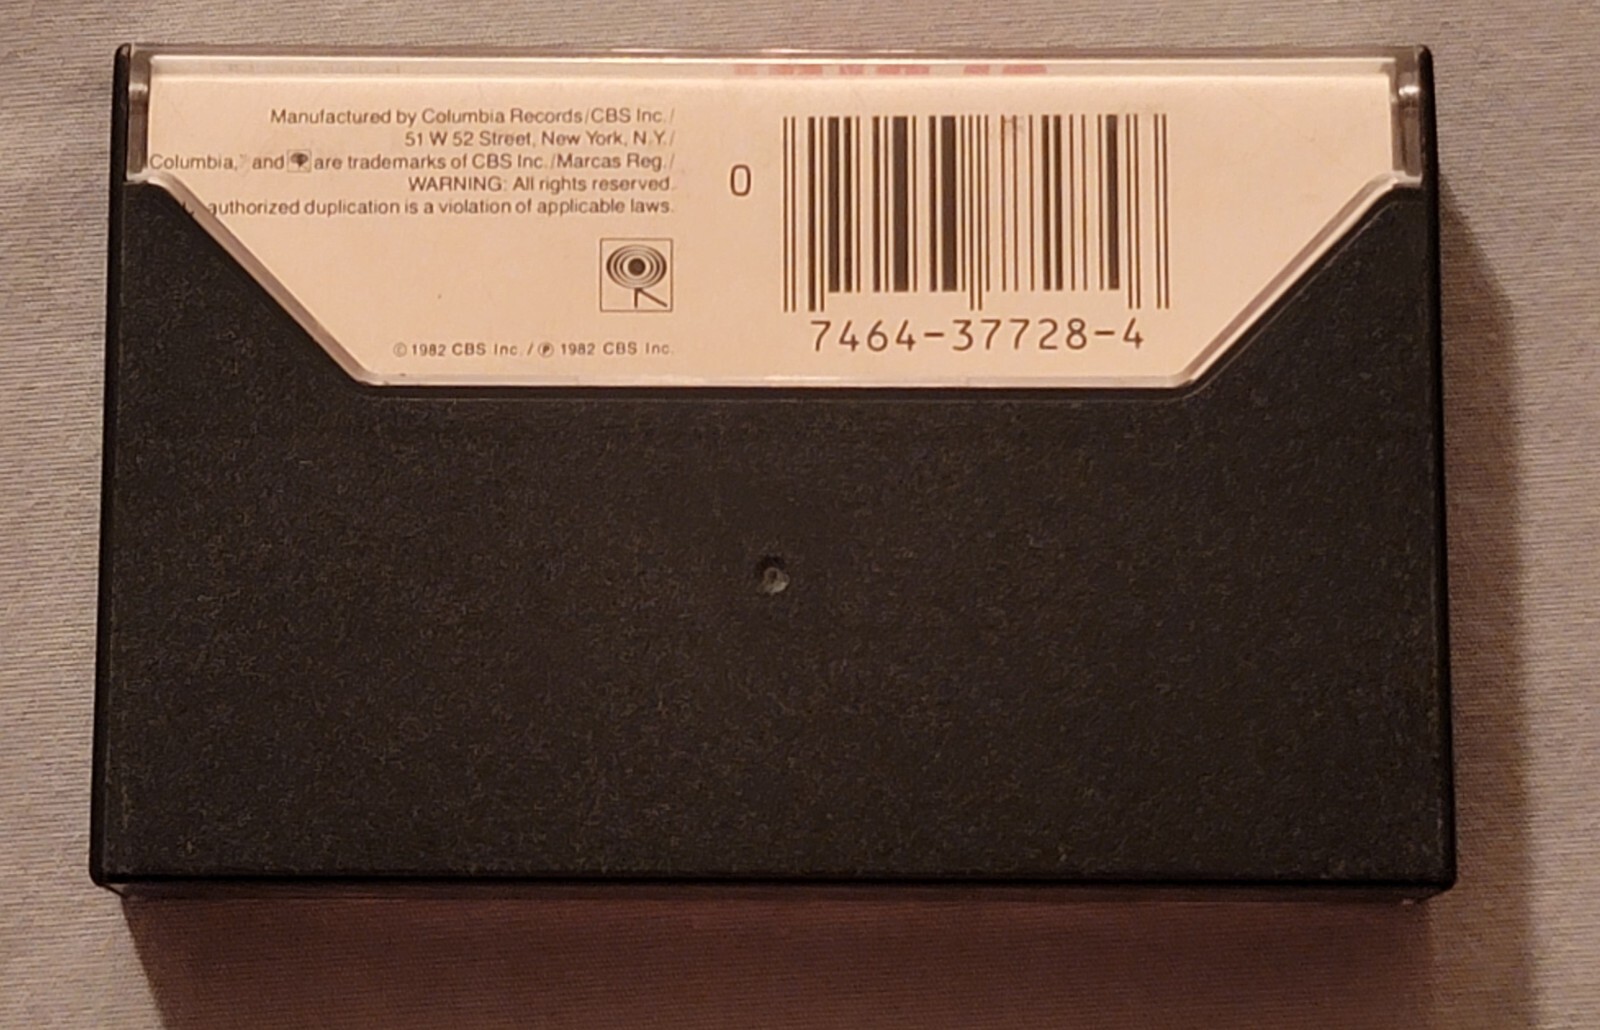 Manufactured by Columbia Records/CBS Inc./
51 W 52 Street, New York, N.Y./
Columbia," and are trademarks of CBS Inc./Marcas Reg./
WARNING: All rights reserved.
authorized duplication is a violation of applicable laws.
© 1982 CBS Inc. / ℗ 1982 CBS Inc.
0
7464-37728-4